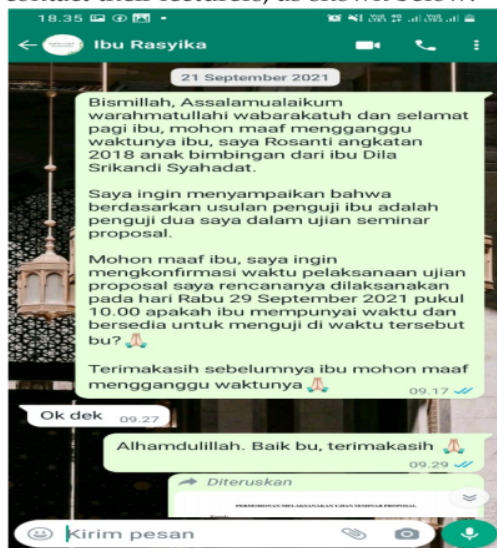 18.35
Ibu Rasyika
21 September 2021
Bismillah, Assalamualaikum
warahmatullahi wabarakatuh dan selamat
pagi ibu, mohon maaf mengganggu
waktunya ibu, saya Rosanti angkatan
2018 anak bimbingan dari ibu Dila
Srikandi Syahadat.
Saya ingin menyampaikan bahwa
berdasarkan usulan penguji ibu adalah
penguji dua saya dalam ujian seminar
proposal.
Mohon maaf ibu, saya ingin
mengkonfirmasi waktu pelaksanaan ujian
proposal saya rencananya dilaksanakan
pada hari Rabu 29 September 2021 pukul
10.00 apakah ibu mempunyai waktu dan
bersedia untuk menguji di waktu tersebut
bu? 🙏
Terimakasih sebelumnya ibu mohon maaf
mengganggu waktunya 🙏
09.17
Ok dek 09.27
Alhamdulillah. Baik bu, terimakasih 🙏
09.29
Diteruskan
PERMOHONAN MELAKSANAKAN UJIAN SEMINAR PROPOSAL
Kirim pesan